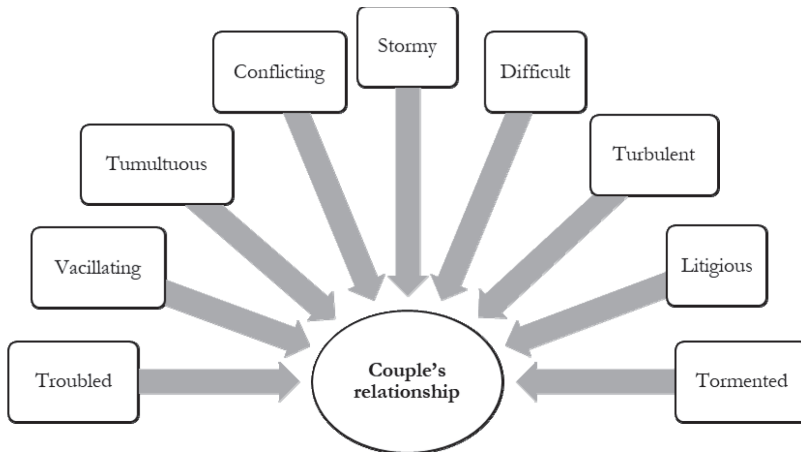 Stormy
Conflicting
Difficult
Tumultuous
Turbulent
Vacillating
Litigious
Troubled
Couple's
relationship
Tormented